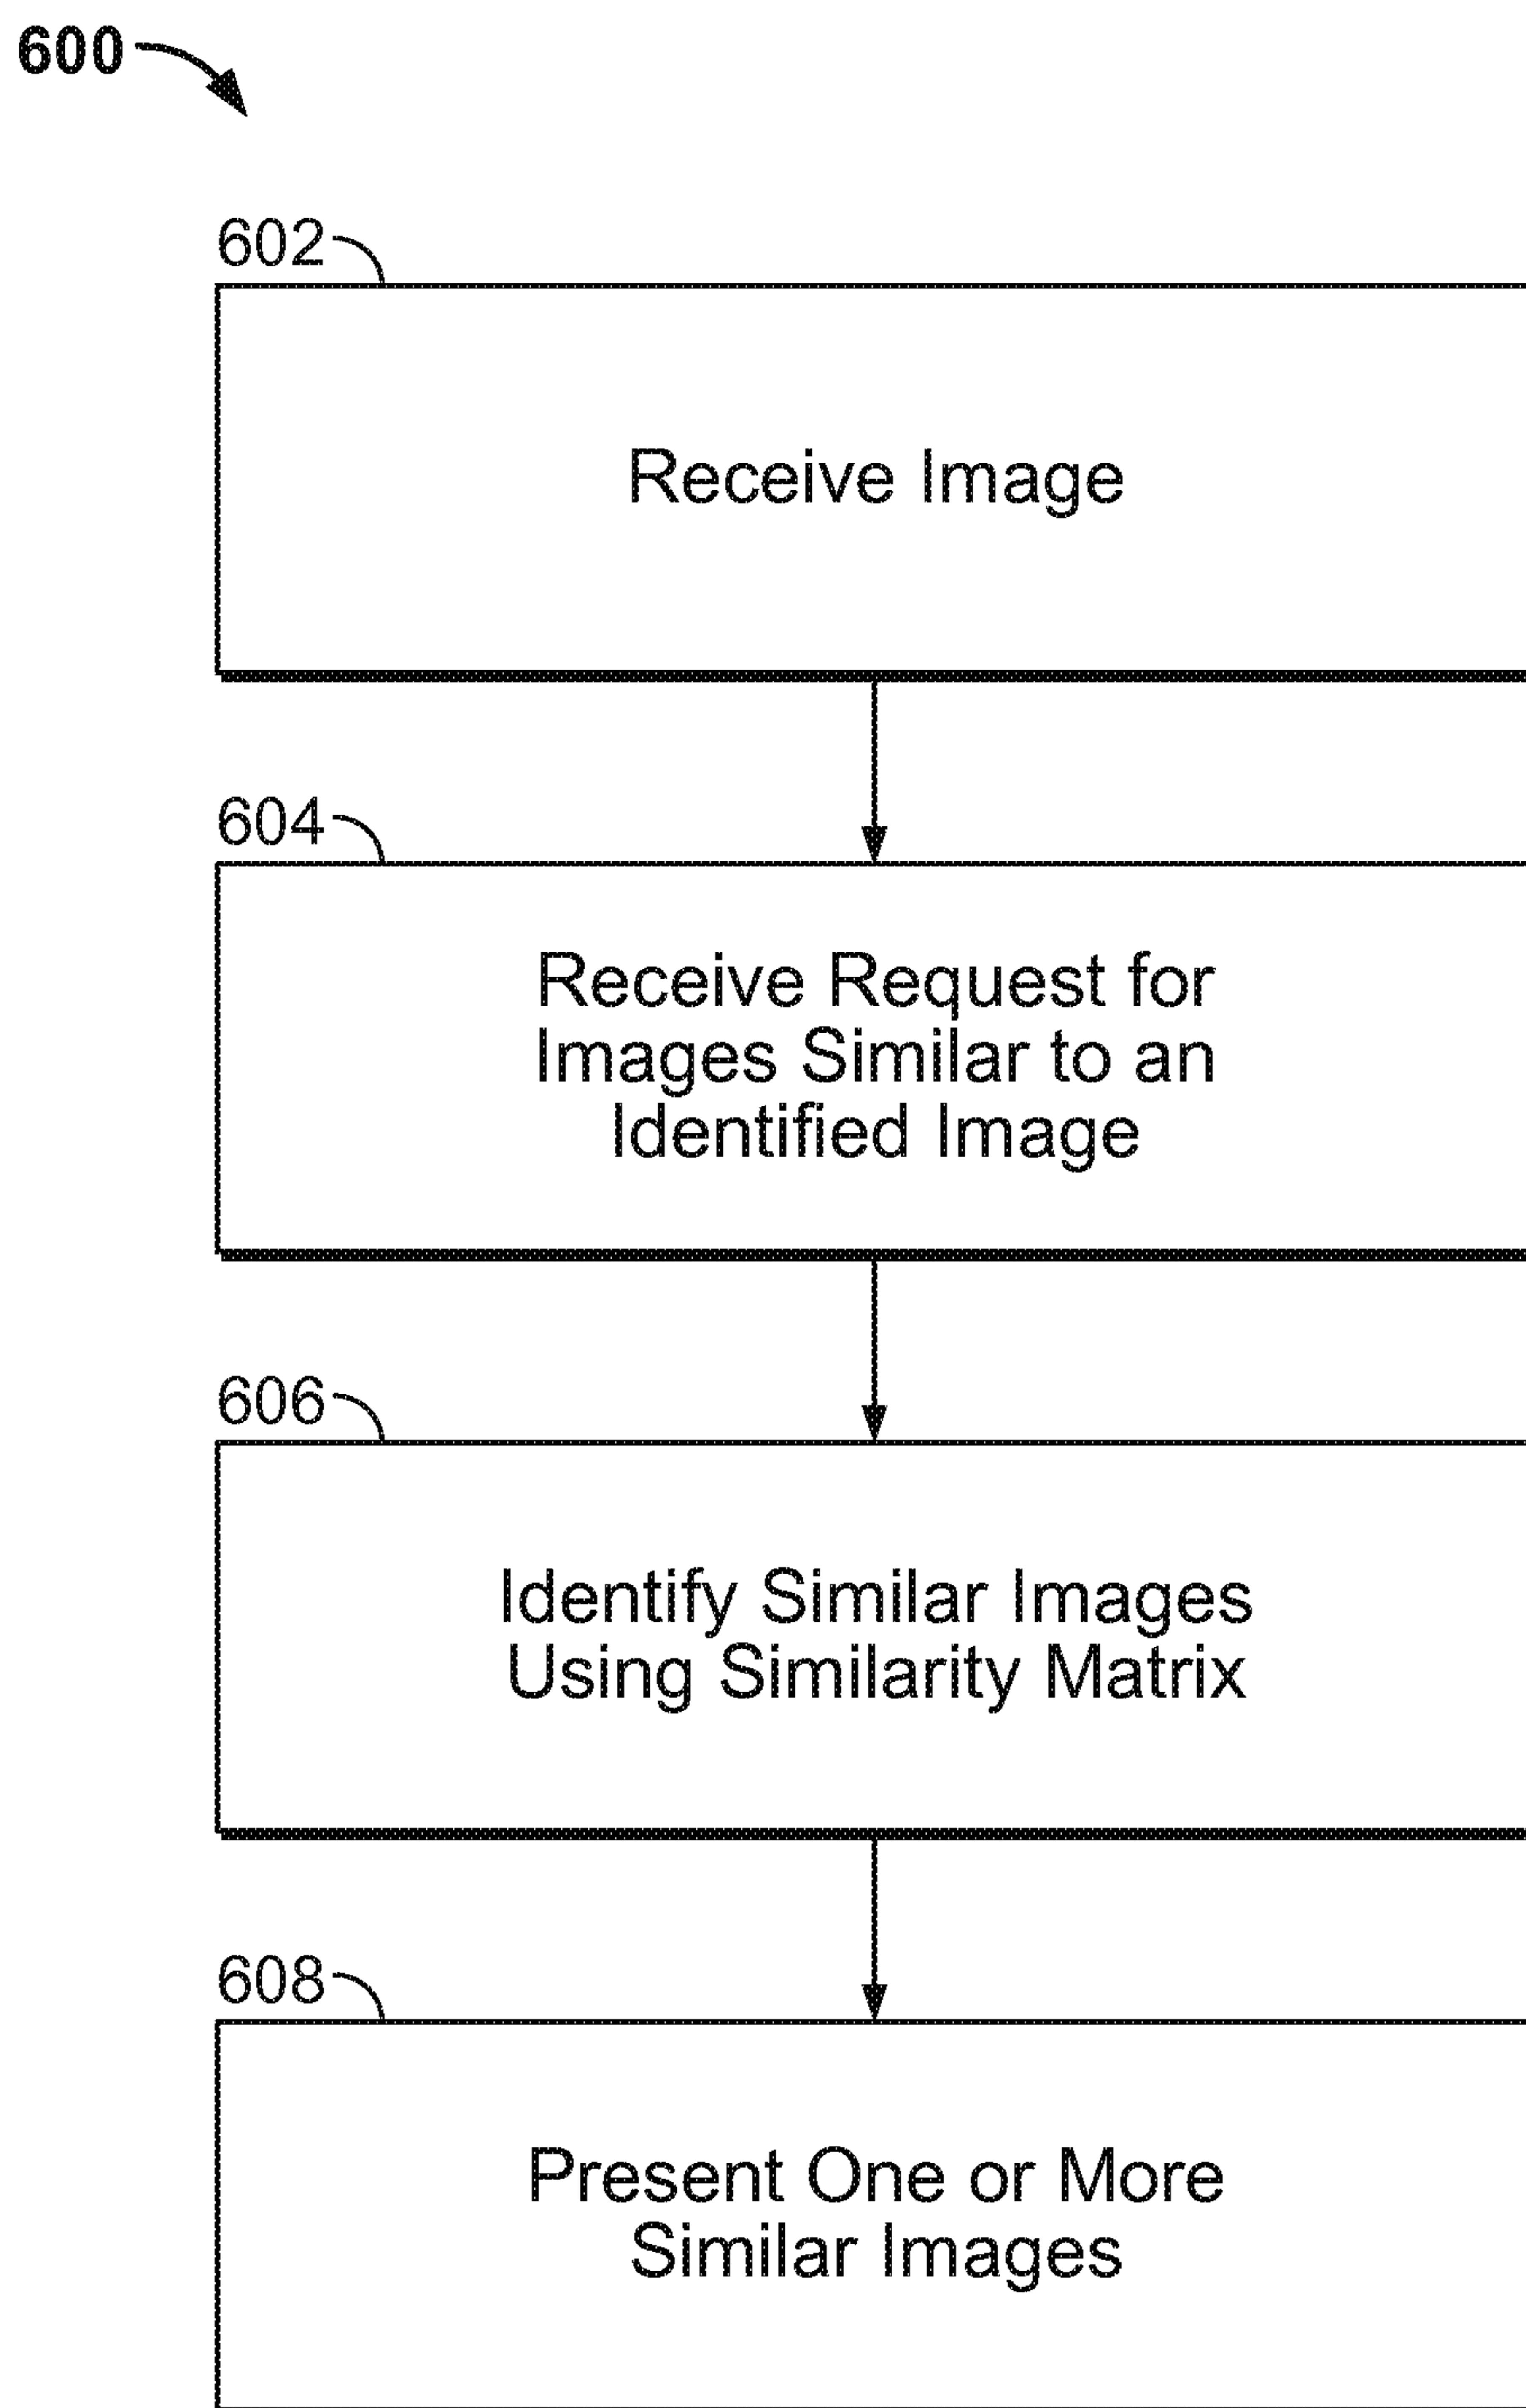 600
602
Receive Image
604
Receive Request for
Images Similar to an
Identified Image
606
Identify Similar Images
Using Similarity Matrix
608
Present One or More
Similar Images